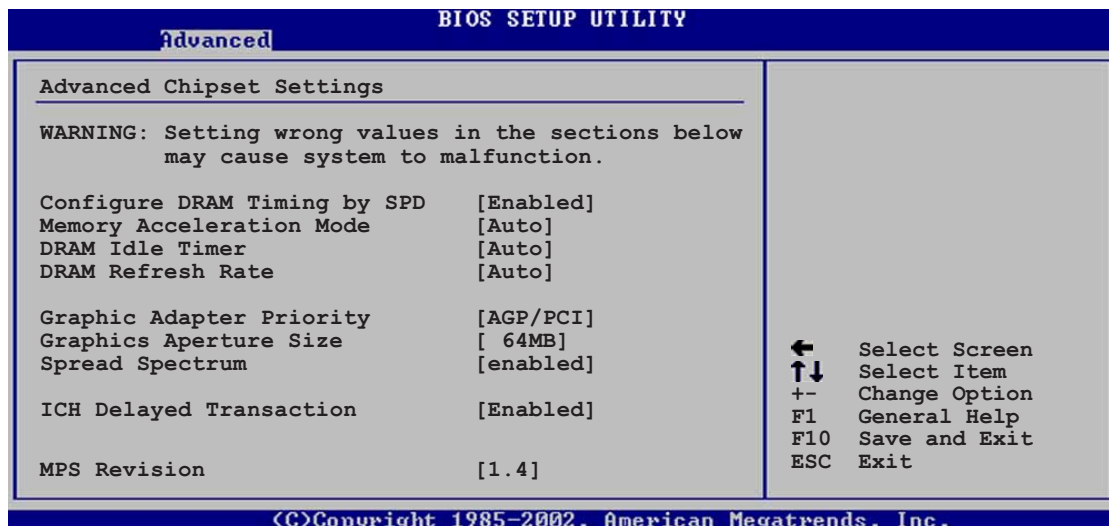 BIOS SETUP UTILITY
Advanced
Advanced Chipset Settings
WARNING: Setting wrong values in the sections below
may cause system to malfunction.
Configure DRAM Timing by SPD [Enabled]
Memory Acceleration Mode [Auto]
DRAM Idle Timer [Auto]
DRAM Refresh Rate [Auto]
Graphic Adapter Priority [AGP/PCI]
Graphics Aperture Size [ 64MB]
Spread Spectrum [enabled]
ICH Delayed Transaction [Enabled]
MPS Revision [1.4]
← Select Screen
↑↓ Select Item
+- Change Option
F1 General Help
F10 Save and Exit
ESC Exit
(C)Copyright 1985-2002, American Megatrends, Inc.